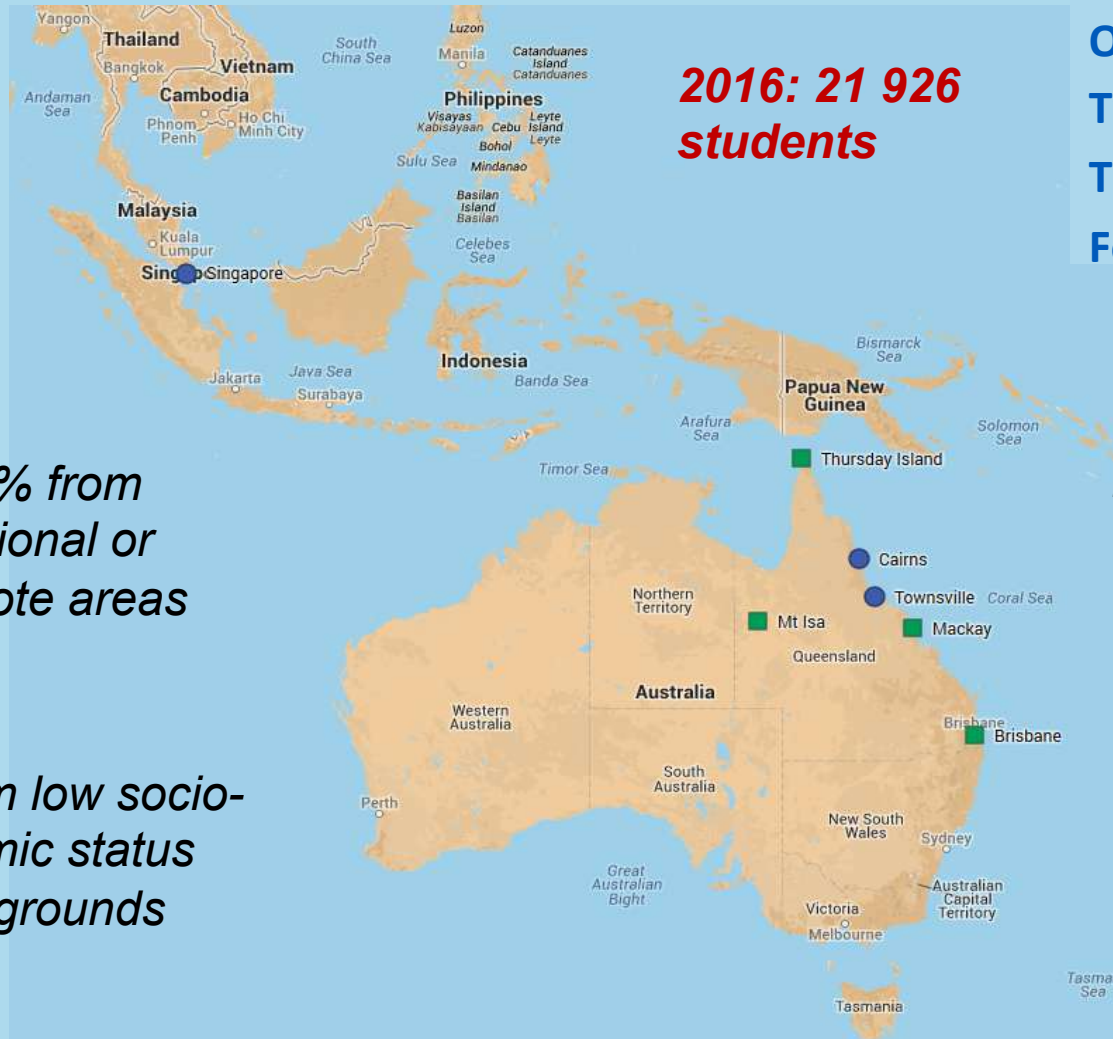 2016: 21 926
students
O
T
T
F
% from
ional or
ote areas
m low socio-
mic status
grounds
Yangon
Thailand
Bangkok
Vietnam
Cambodia
Phnom
Penh
Ho Chi
Minh City
Andaman
Sea
South
China Sea
Luzon
Manila
Catanduanes
Island
Catanduanes
Philippines
Visayas
Kabisayaan
Cebu
Leyte
Island
Leyte
Bohol
Sulu Sea
Mindanao
Basilan
Island
Basilan
Celebes
Sea
Malaysia
Kuala
Lumpur
Singapore
Indonesia
Jakarta
Java Sea
Surabaya
Banda Sea
Bismarck
Sea
Papua New
Guinea
Solomon
Sea
Arafura
Sea
Timor Sea
Thursday Island
Cairns
Townsville
Coral Sea
Northern
Territory
Mt Isa
Mackay
Queensland
Australia
Western
Australia
Brisbane
Brisbane
South
Australia
Perth
New South
Wales
Sydney
Great
Australian
Bight
Australian
Capital
Territory
Victoria
Melbourne
Tasmania
Tasma
Sea